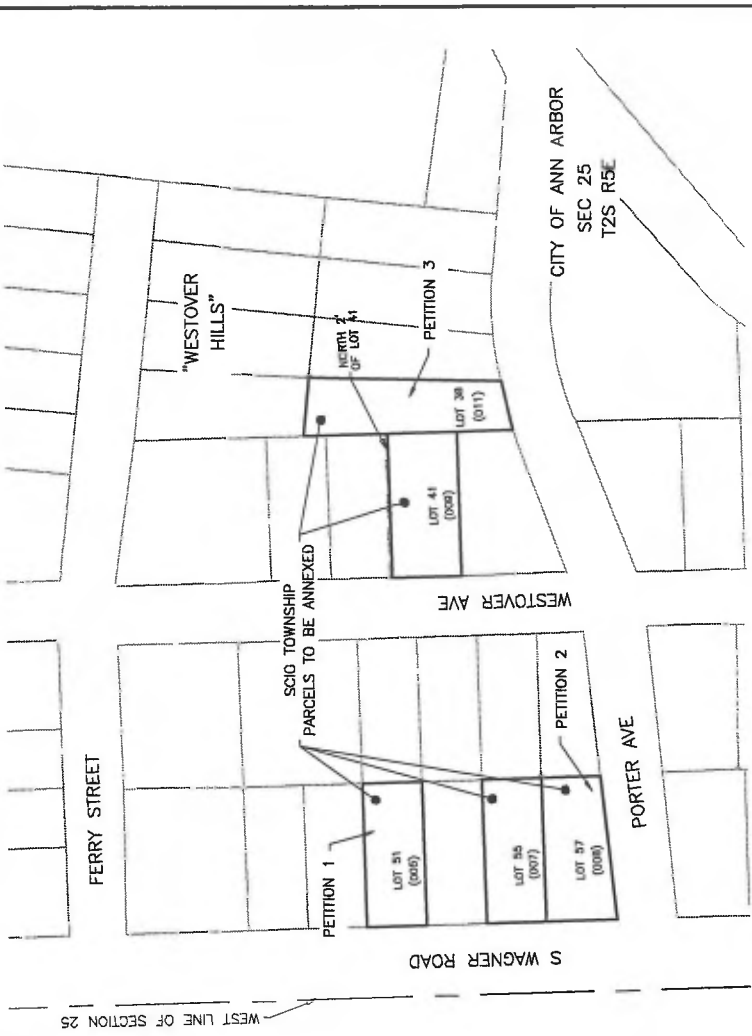 FERRY STREET
"WESTOVER
HILLS"
NORTH 2'
OF LOT 41
PETITION 3
CITY OF ANN ARBOR
SEC 25
T2S R5E
LOT 38
(011)
LOT 41
(009)
SCIO TOWNSHIP
PARCELS TO BE ANNEXED
WESTOVER AVE
PETITION 1
LOT 51
(005)
LOT 55
(007)
LOT 57
(008)
PETITION 2
PORTER AVE
S WAGNER ROAD
WEST LINE OF SECTION 25